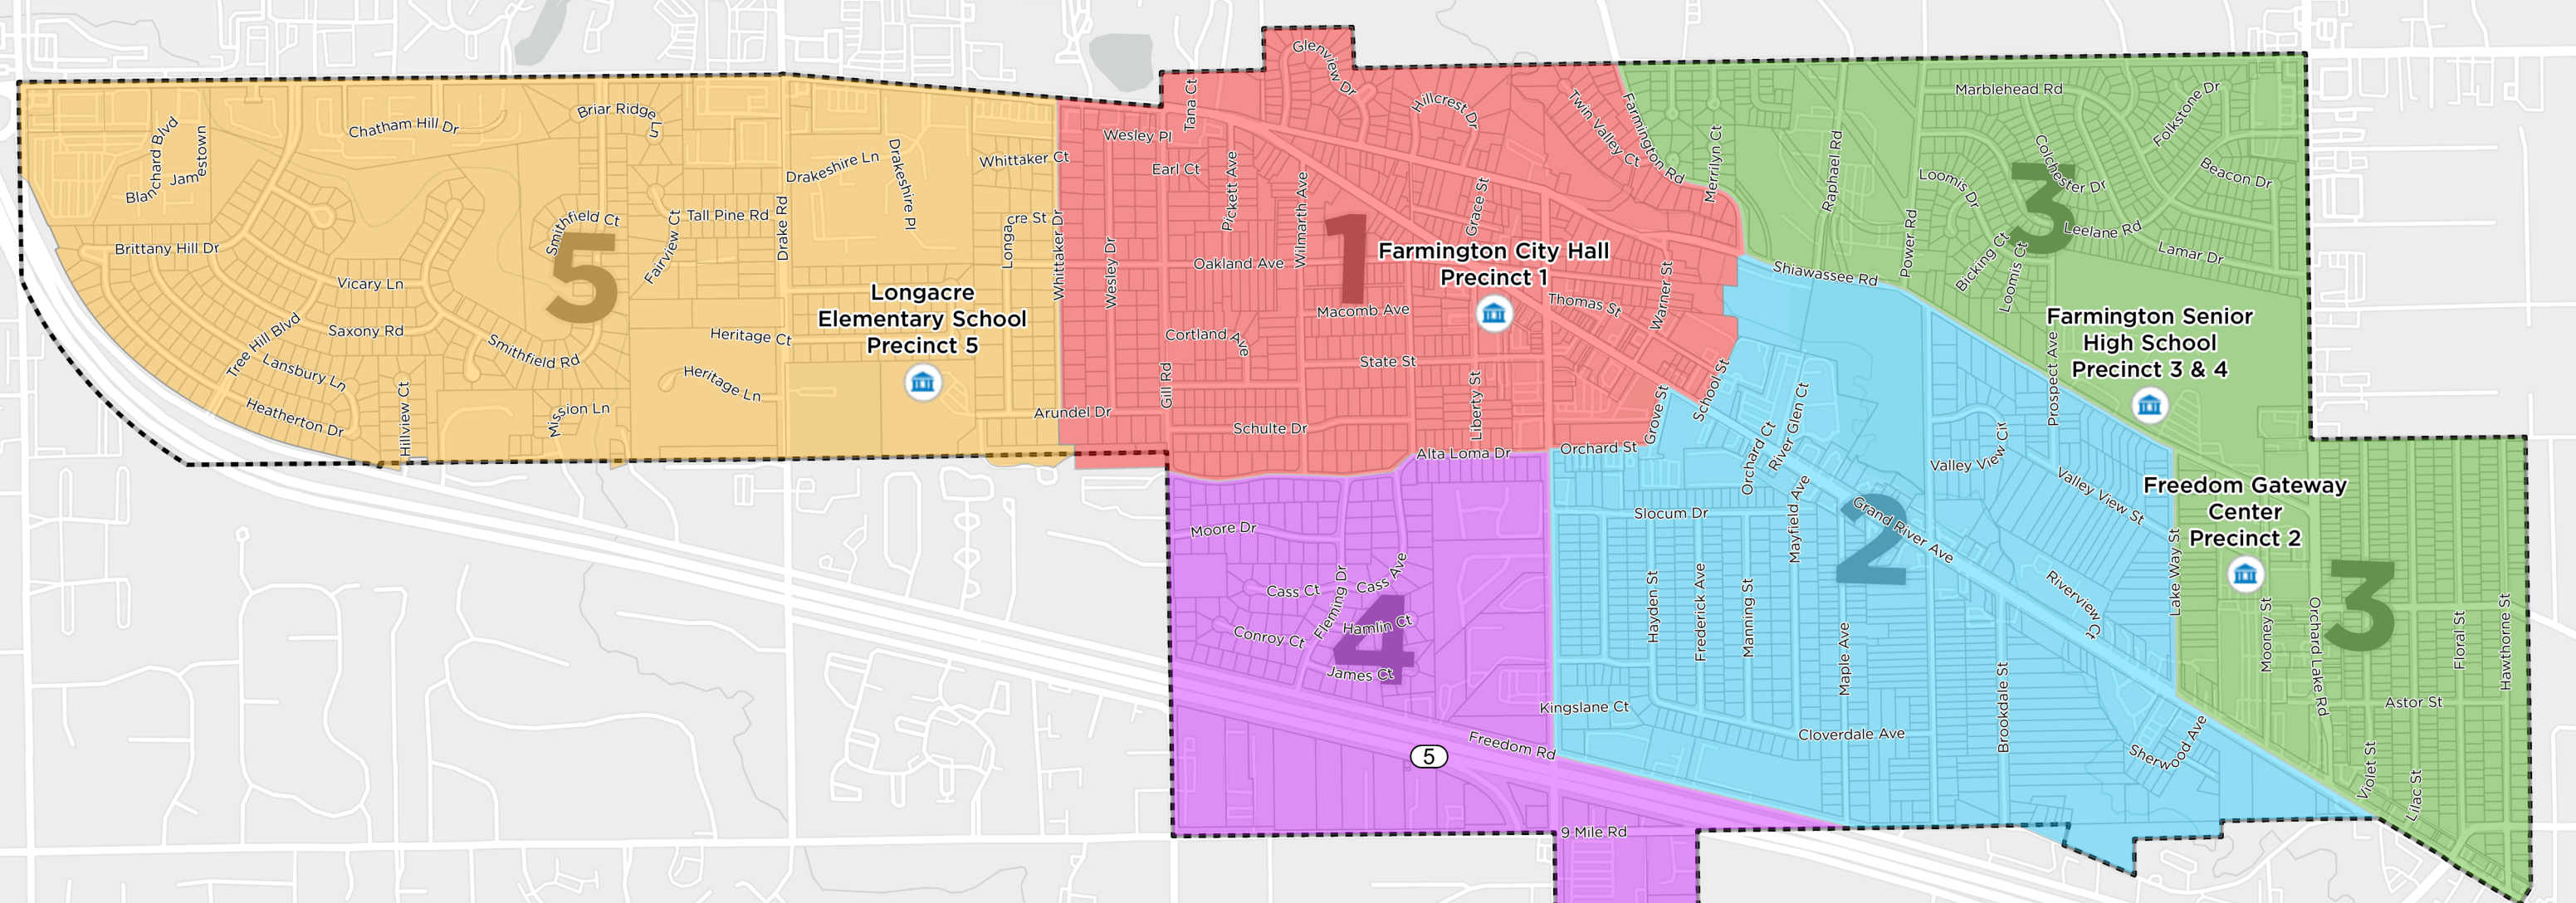 Glenview Dr
Marblehead Rd
Folkstone Dr
Tana Ct
Hillcrest Dr
Twin Valley Ct
Farmington Rd
Briar Ridge Ln
Chatham Hill Dr
Blanchard Blvd
Jamestown
Wesley Pl
Earl Ct
Pickett Ave
Wilmarth Ave
Grace St
Merrilyn Ct
Raphael Rd
Power Rd
Loomis Dr
Colchester Dr
Beacon Dr
3
Leelane Rd
Lamar Dr
Drakeshire Ln
Drakeshire Pl
Whittaker Ct
Longacre St
Whittaker Dr
Wesley Dr
Smithfield Ct
Fairview Ct
Tall Pine Rd
Drake Rd
Brittany Hill Dr
5
Vicary Ln
Saxony Rd
Tree Hill Blvd
Lansbury Ln
Heatherton Dr
Hillview Ct
Smithfield Rd
Mission Ln
Heritage Ct
Heritage Ln
Longacre
Elementary School
Precinct 5
Arundel Dr
Gill Rd
Oakland Ave
1
Farmington City Hall
Precinct 1
Macomb Ave
Thomas St
Warner St
Cortland Ave
State St
Liberty St
Schulte Dr
School St
Grove St
Shiawassee Rd
Bicking Ct
Loomis Ct
Farmington Senior
High School
Precinct 3 & 4
Prospect Ave
Alta Loma Dr
Orchard St
Orchard Ct
River Glen Ct
Valley View Cir
Valley View St
Freedom Gateway
Center
Precinct 2
Moore Dr
Cass Ct
Cass Ave
Fleming Dr
Conroy Ct
Hamlin Ct
4
James Ct
Slocum Dr
Mayfield Ave
2
Grand River Ave
Hayden St
Frederick Ave
Manning St
Maple Ave
Riverview Ct
Lake Way St
Mooney St
Orchard Lake Rd
3
Floral St
Hawthorne St
Astor St
Kingslane Ct
Cloverdale Ave
Brookdale St
Sherwood Ave
Violet St
Lilac St
Freedom Rd
5
9 Mile Rd